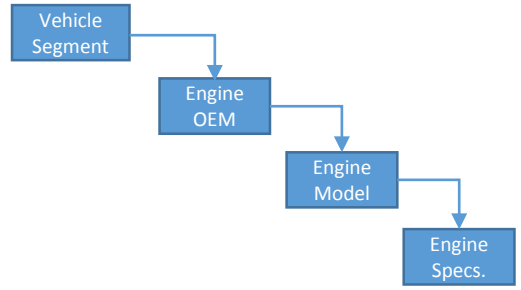 Vehicle
Segment
Engine
OEM
Engine
Model
Engine
Specs.